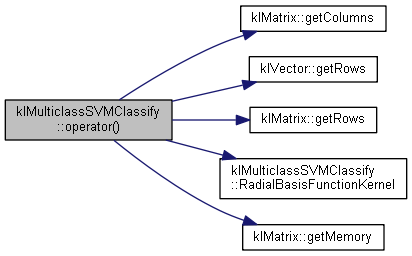 klMatrix::getColumns
klVector::getRows
klMulticlassSVMClassify
::operator()
klMatrix::getRows
klMulticlassSVMClassify
::RadialBasisFunctionKernel
klMatrix::getMemory